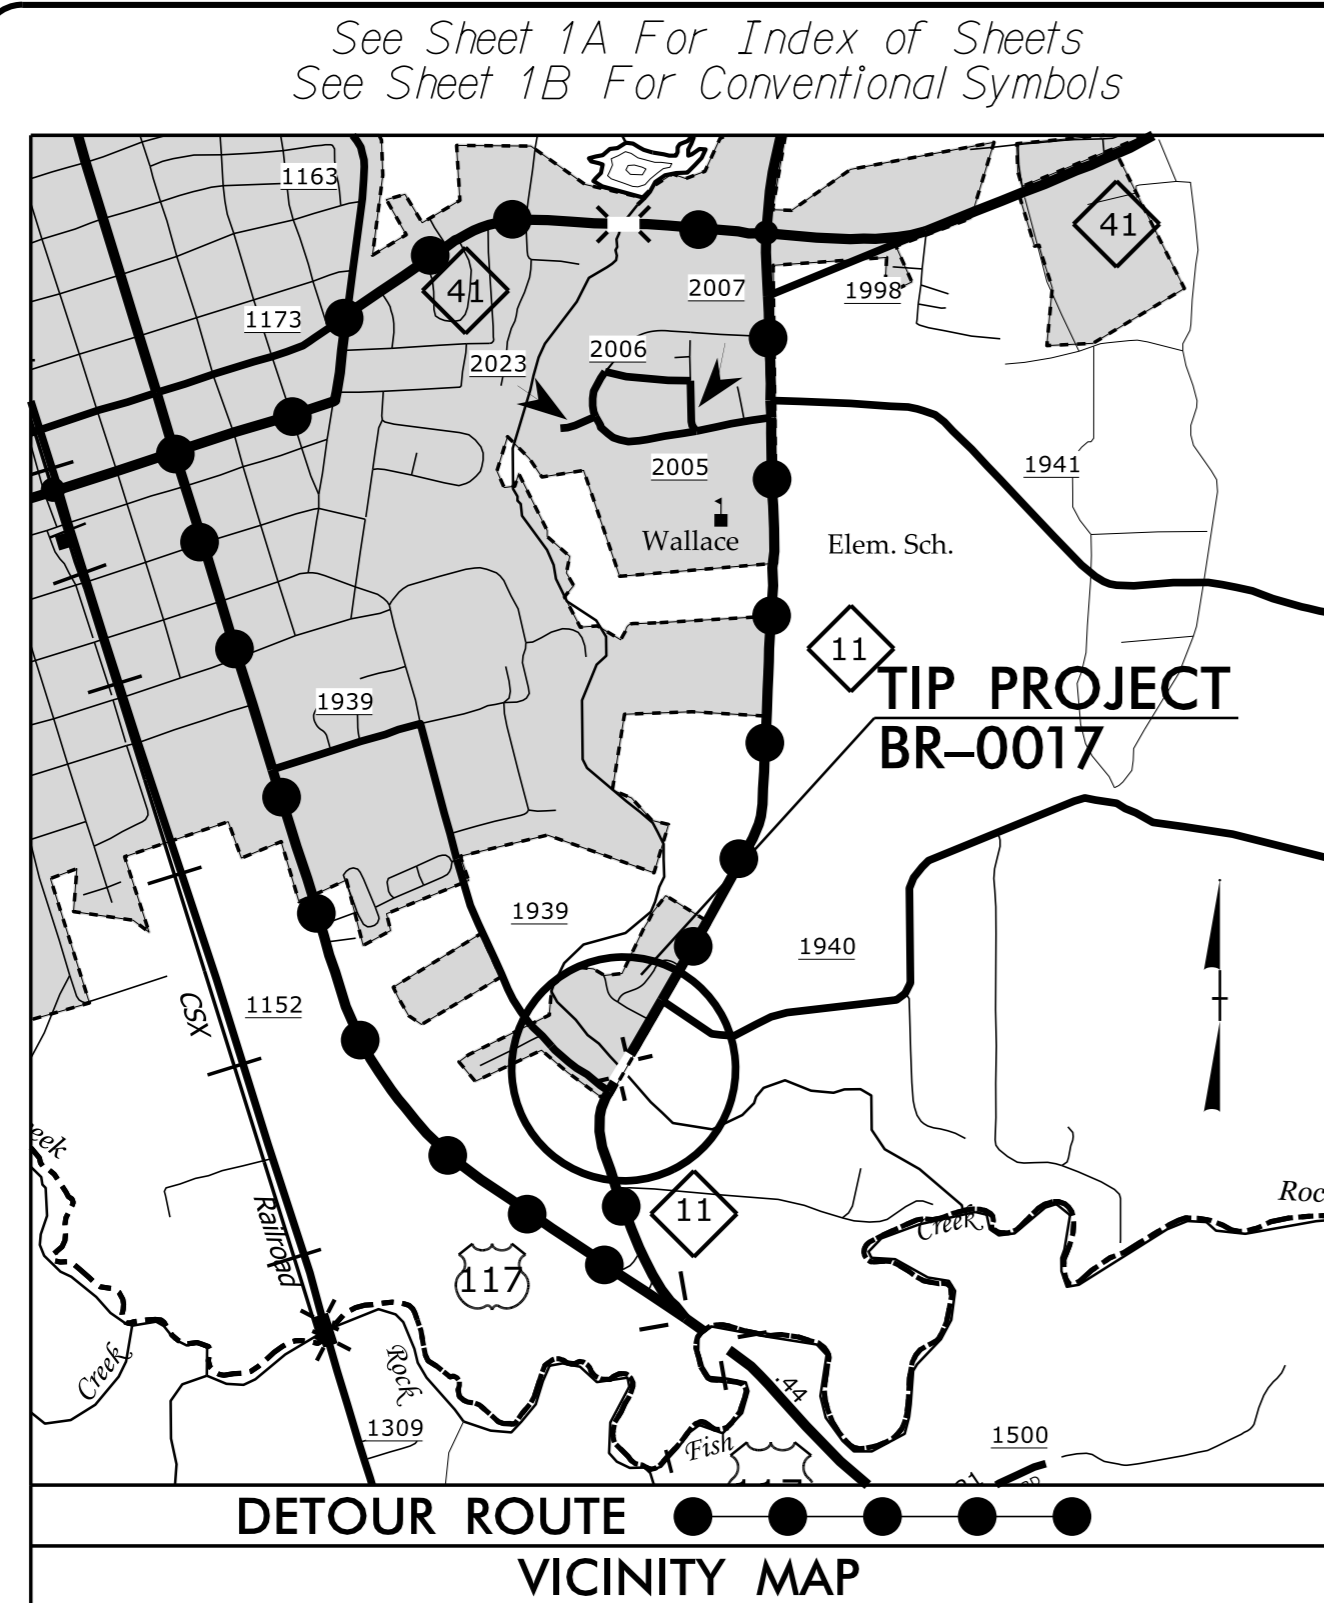 See Sheet 1A For Index of Sheets
See Sheet 1B For Conventional Symbols
1163
41
41
2007
1998
1173
2006
2023
1941
2005
Wallace
Elem. Sch.
11
TIP PROJECT
BR–0017
1939
1939
1940
CSX
1152
Railroad
Creek
11
117
Creek
Rock
1309
Fish
.44
1500
DETOUR ROUTE
VICINITY MAP